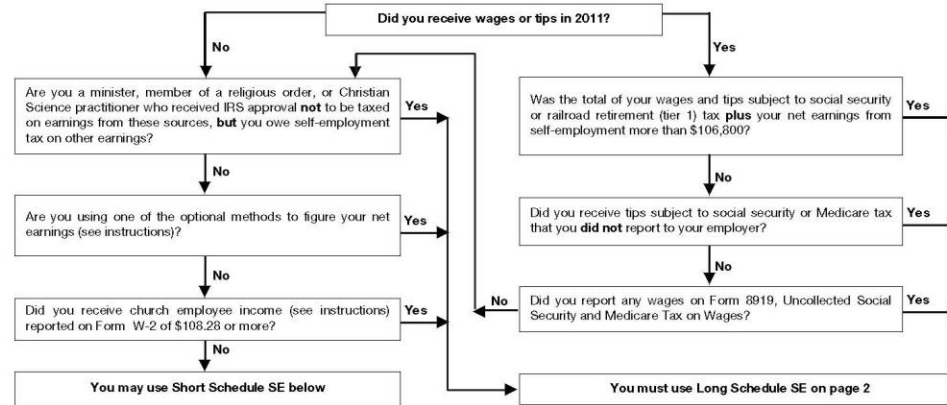 Did you receive wages or tips in 2011?
No
Yes
Are you a minister, member of a religious order, or Christian
Science practitioner who received IRS approval not to be taxed
on earnings from these sources, but you owe self-employment
tax on other earnings?
Yes
Was the total of your wages and tips subject to social security
or railroad retirement (tier 1) tax plus your net earnings from
self-employment more than $106,800?
Yes
No
No
Are you using one of the optional methods to figure your net
earnings (see instructions)?
Yes
Did you receive tips subject to social security or Medicare tax
that you did not report to your employer?
Yes
No
No
Did you receive church employee income (see instructions)
reported on Form W-2 of $108.28 or more?
Yes
No
Did you report any wages on Form 8919, Uncollected Social
Security and Medicare Tax on Wages?
Yes
No
You may use Short Schedule SE below
You must use Long Schedule SE on page 2